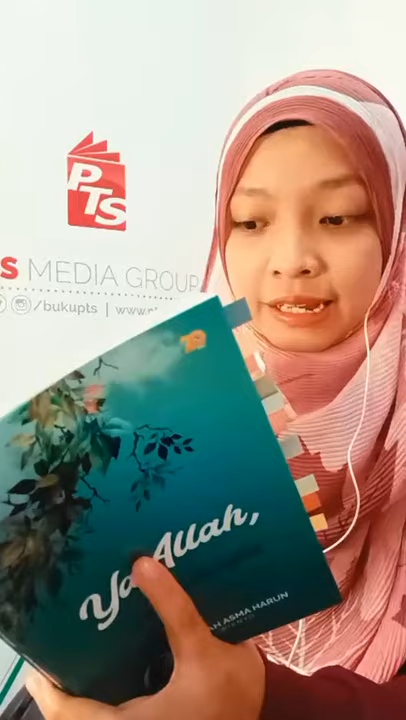 PTS
S MEDIA GROUP
/bukupts | www.
Ya Allah,
AH ASMA HARUN